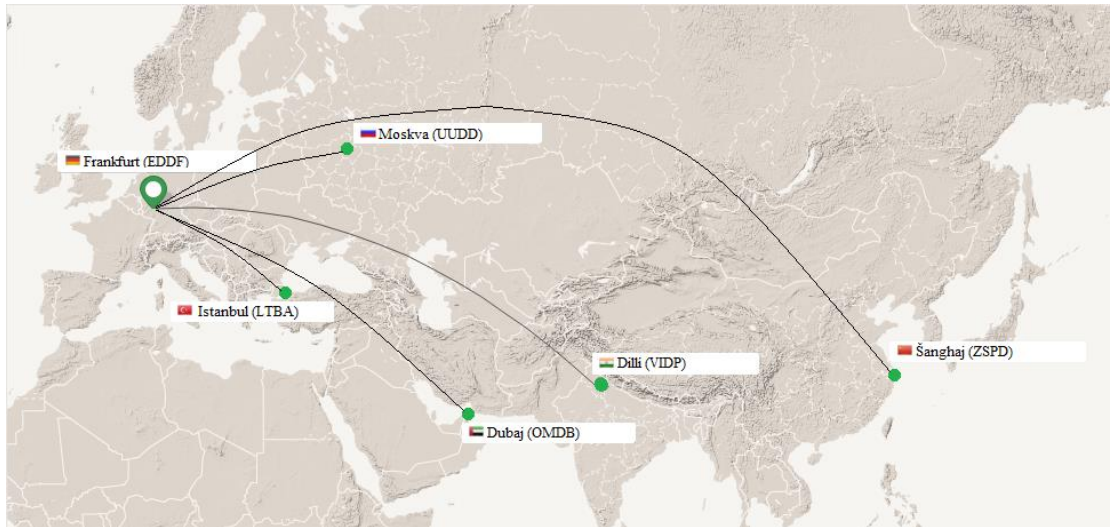 Moskva (UUDD)
Frankfurt (EDDF)
Istanbul (LTBA)
Šanghaj (ZSPD)
Dilli (VIDP)
Dubaj (OMDB)